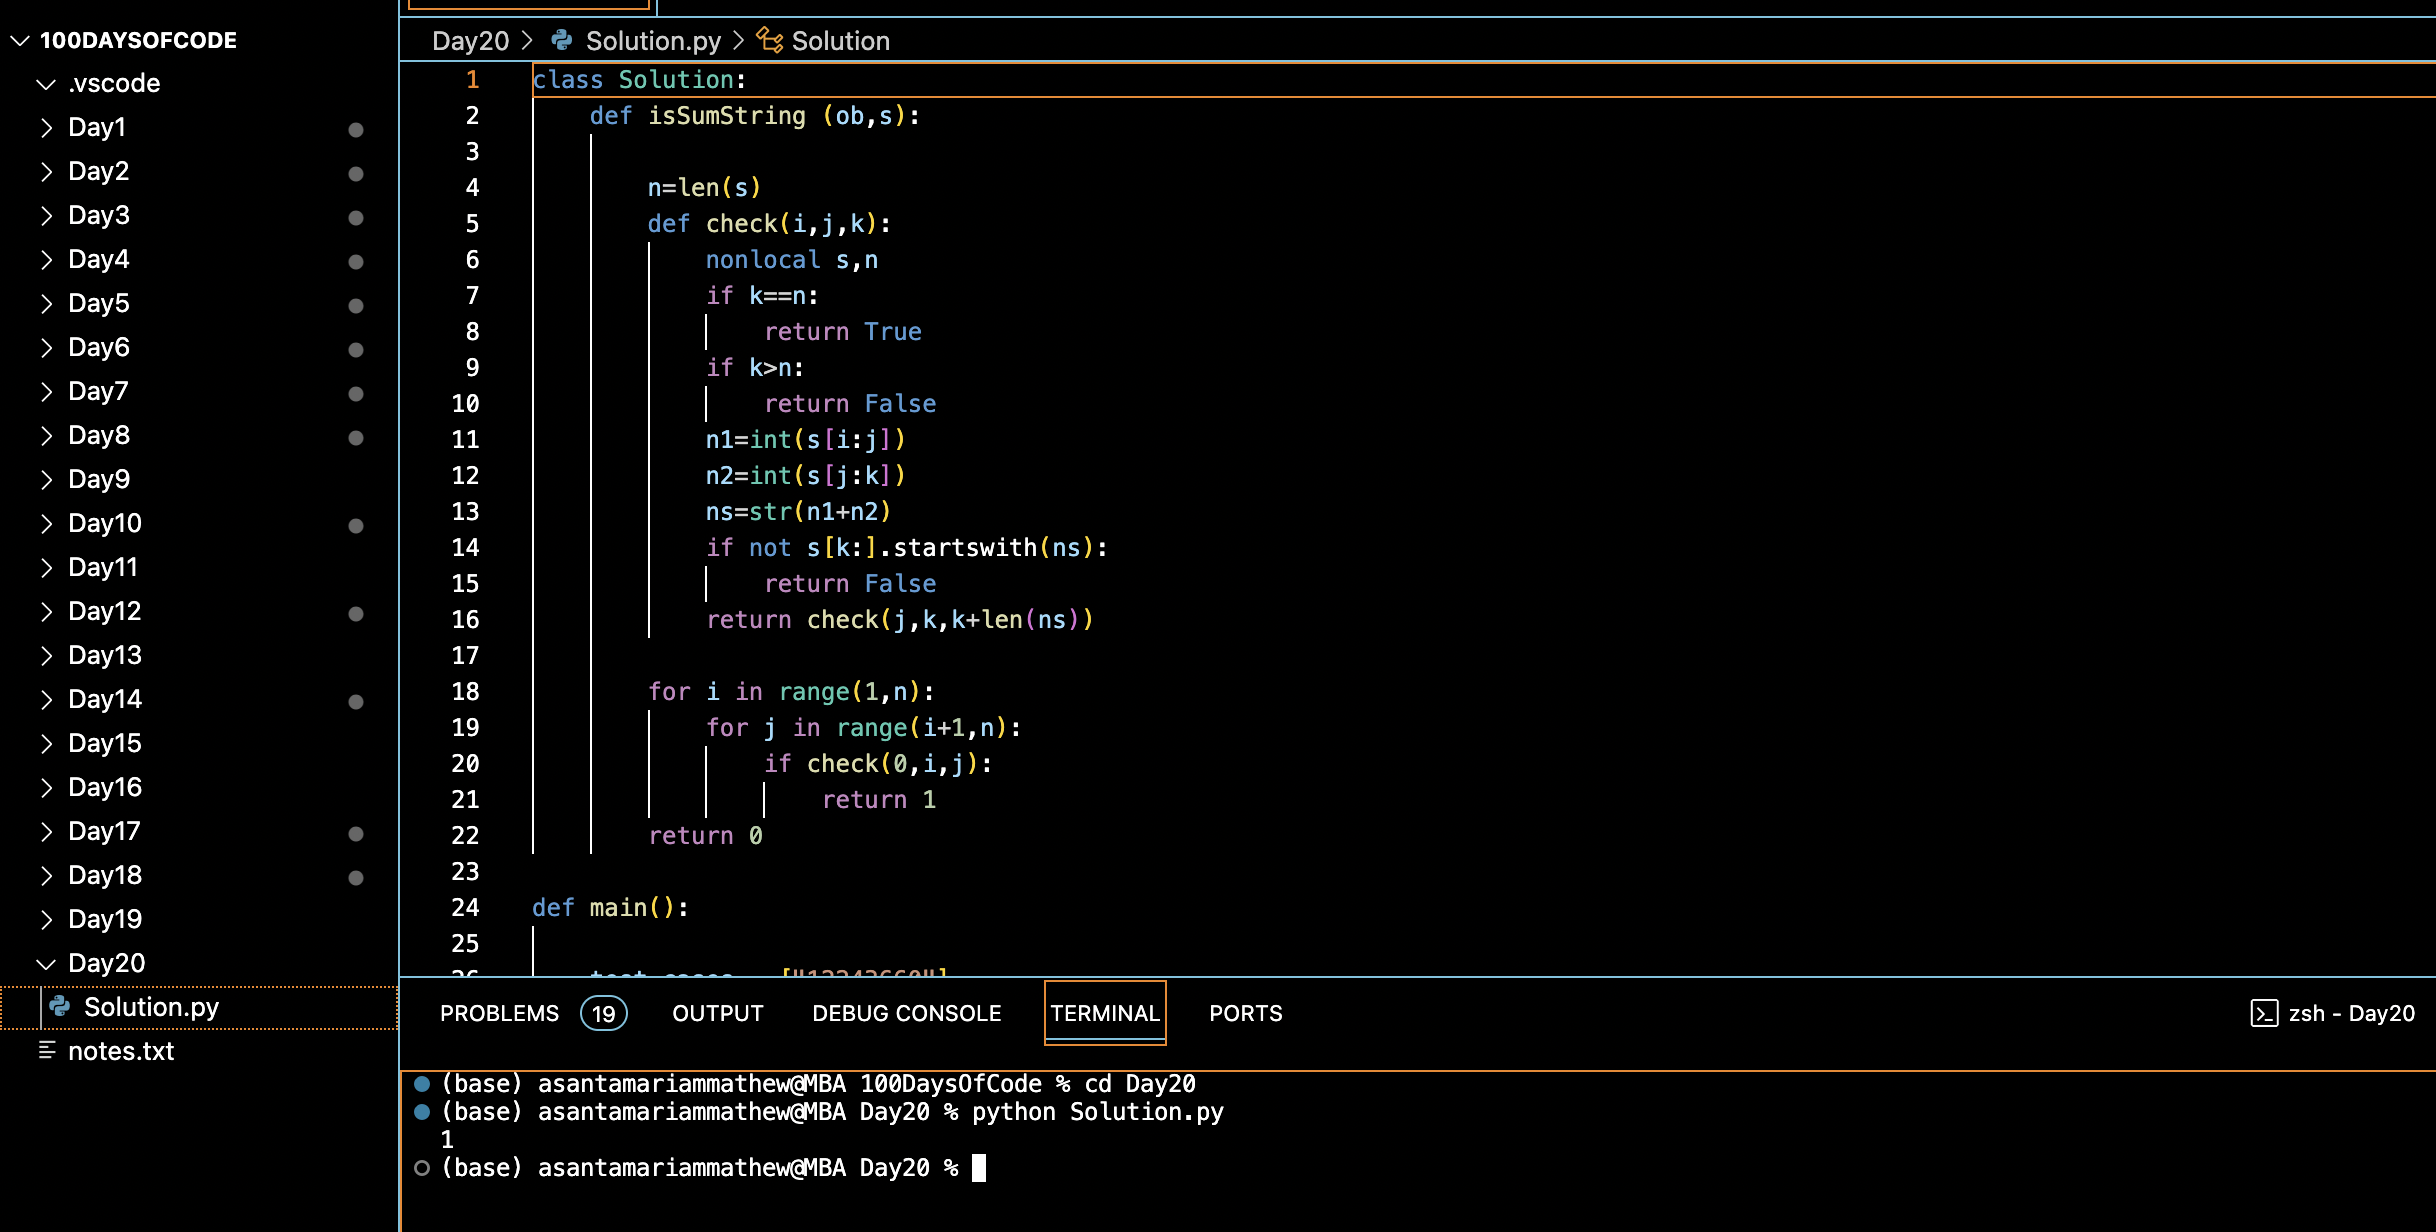 100DAYSOFCODE
.vscode
Day1
Day2
Day3
Day4
Day5
Day6
Day7
Day8
Day9
Day10
Day11
Day12
Day13
Day14
Day15
Day16
Day17
Day18
Day19
Day20
Solution.py
notes.txt
Day20 > Solution.py > Solution
1 class Solution:
2 def isSumString (ob,s):
3
4 n=len(s)
5 def check(i,j,k):
6 nonlocal s,n
7 if k==n:
8 return True
9 if k>n:
10 return False
11 n1=int(s[i:j])
12 n2=int(s[j:k])
13 ns=str(n1+n2)
14 if not s[k:].startswith(ns):
15 return False
16 return check(j,k,k+len(ns))
17
18 for i in range(1,n):
19 for j in range(i+1,n):
20 if check(0,i,j):
21 return 1
22 return 0
23
24 def main():
25
26 test_cases = ["12243660"]
PROBLEMS 19 OUTPUT DEBUG CONSOLE TERMINAL PORTS zsh - Day20
(base) asantamariammathew@MBA 100DaysOfCode % cd Day20
(base) asantamariammathew@MBA Day20 % python Solution.py
1
(base) asantamariammathew@MBA Day20 %